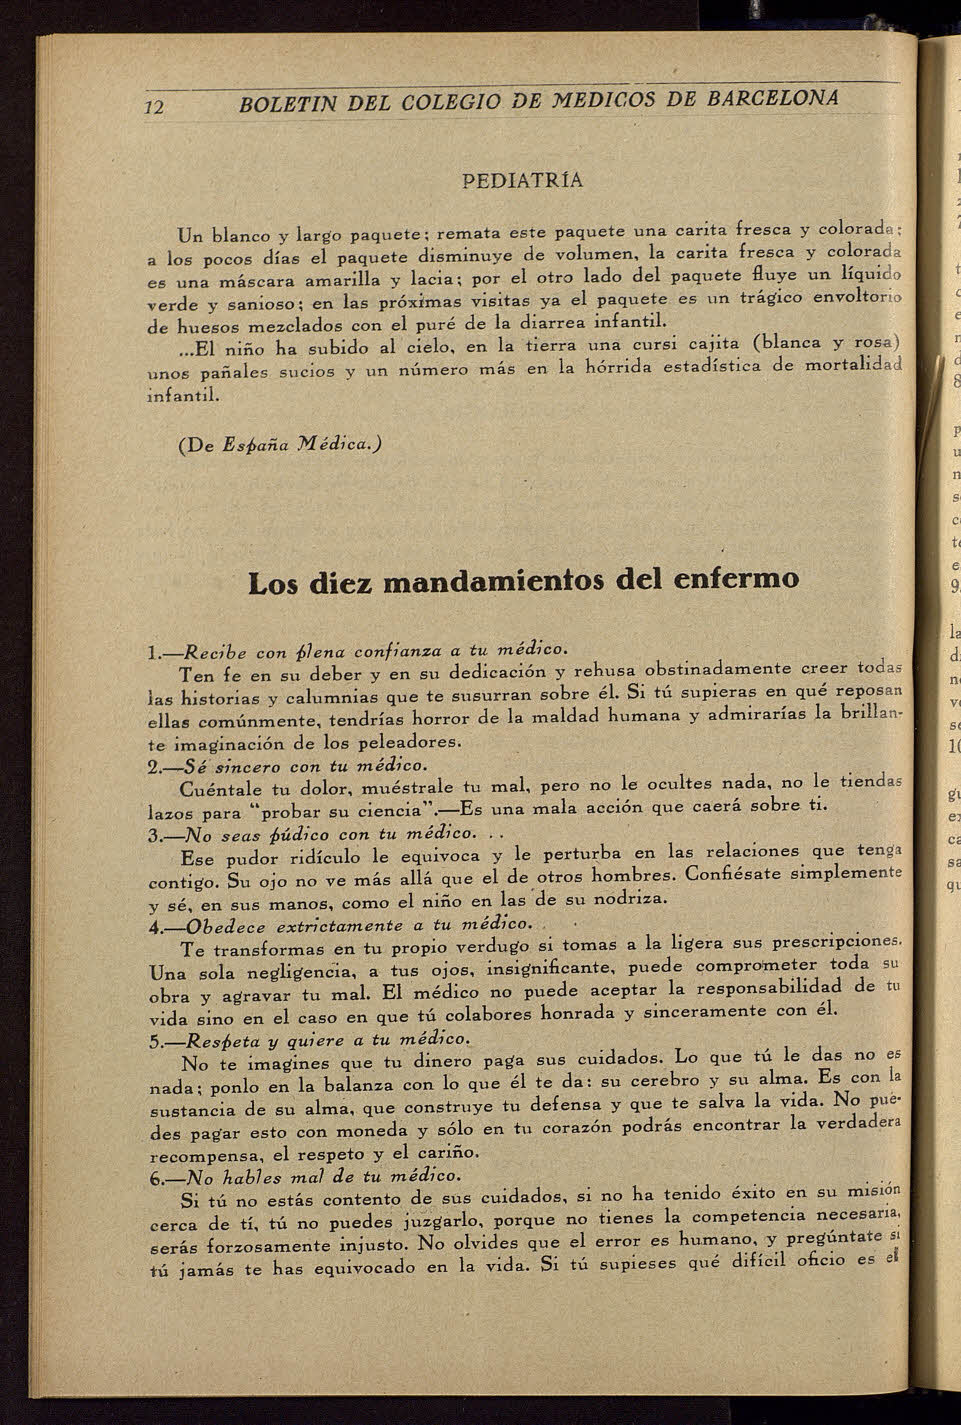 12 BOLETIN DEL COLEGIO DE MEDICOS DE BARCELONA
PEDIATRÍA
Un blanco y largo paquete; remata este paquete una carita fresca y colorada;
a los pocos días el paquete disminuye de volumen, la carita fresca y colorada
es una máscara amarilla y lacia; por el otro lado del paquete fluye un líquido
verde y sanioso; en las próximas visitas ya el paquete es un trágico envoltorio
de huesos mezclados con el puré de la diarrea infantil.
...El niño ha subido al cielo, en la tierra una cursi cajita (blanca y rosa)
unos pañales sucios y un número más en la hórrida estadística de mortalidad
infantil.
(De España Médica.)
Los diez mandamientos del enfermo
1.—Recibe con plena confianza a tu médico.
Ten fe en su deber y en su dedicación y rehusa obstinadamente creer todas
las historias y calumnias que te susurran sobre él. Si tú supieras en qué reposan
ellas comúnmente, tendrías horror de la maldad humana y admirarías la brillan-
te imaginación de los peleadores.
2.—Sé sincero con tu médico.
Cuéntale tu dolor, muéstrale tu mal, pero no le ocultes nada, no le tiendas
lazos para “probar su ciencia”.—Es una mala acción que caerá sobre ti.
3.—No seas púdico con tu médico. . .
Ese pudor ridículo le equivoca y le perturba en las relaciones que tenga
contigo. Su ojo no ve más allá que el de otros hombres. Confiésate simplemente
y sé, en sus manos, como el niño en las de su nodriza.
4.—Obedece extrictamente a tu médico.
Te transformas en tu propio verdugo si tomas a la ligera sus prescripciones.
Una sola negligencia, a tus ojos, insignificante, puede comprometer toda su
obra y agravar tu mal. El médico no puede aceptar la responsabilidad de tu
vida sino en el caso en que tú colabores honrada y sinceramente con él.
5.—Respeta y quiere a tu médico.
No te imagines que tu dinero paga sus cuidados. Lo que tú le das no es
nada; ponlo en la balanza con lo que él te da: su cerebro y su alma. Es con la
sustancia de su alma, que construye tu defensa y que te salva la vida. No pue-
des pagar esto con moneda y sólo en tu corazón podrás encontrar la verdadera
recompensa, el respeto y el cariño.
6.—No hables mal de tu médico.
Si tú no estás contento de sus cuidados, si no ha tenido éxito en su misión
cerca de tí, tú no puedes juzgarlo, porque no tienes la competencia necesaria,
serás forzosamente injusto. No olvides que el error es humano, y pregúntate si
tú jamás te has equivocado en la vida. Si tú supieses qué difícil oficio es el